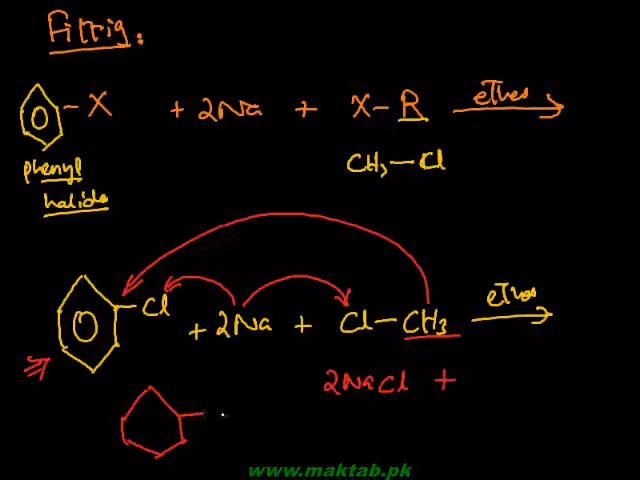 Fittig.
- X + 2Na + X - R ether
phenyl halide
CH3 - Cl
- Cl + 2Na + Cl - CH3 ether
2NaCl +
www.maktab.pk